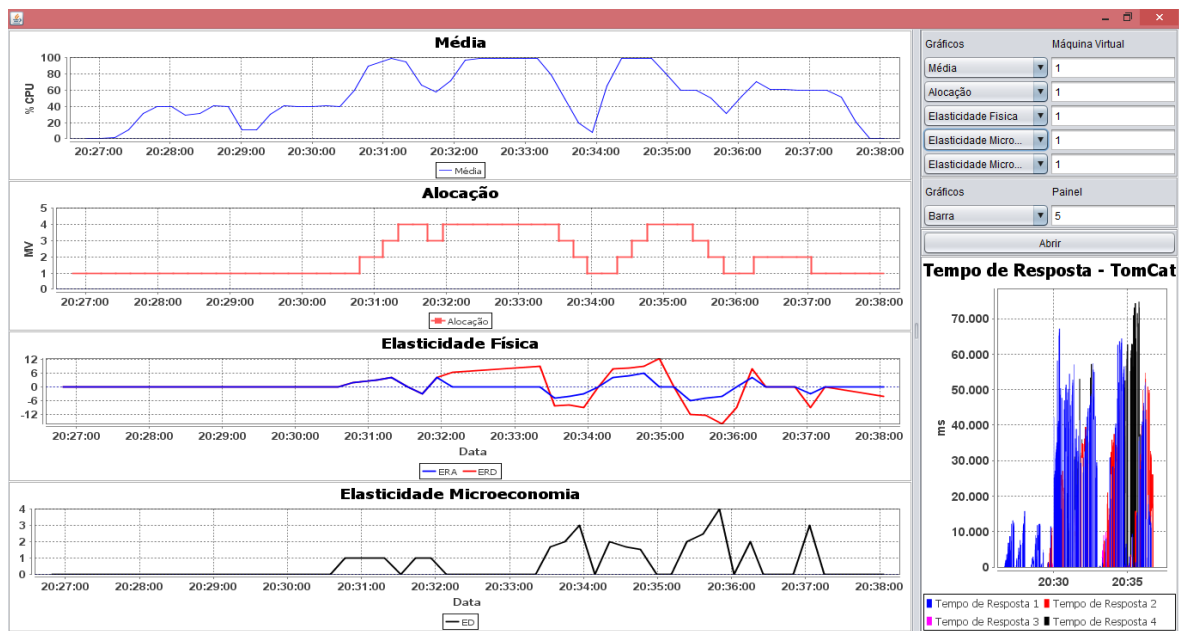 Média
100
80
60
40
20
0
% CPU
20:27:00 20:28:00 20:29:00 20:30:00 20:31:00 20:32:00 20:33:00 20:34:00 20:35:00 20:36:00 20:37:00 20:38:00
Média
Alocação
5
4
3
2
1
0
MV
20:27:00 20:28:00 20:29:00 20:30:00 20:31:00 20:32:00 20:33:00 20:34:00 20:35:00 20:36:00 20:37:00 20:38:00
Alocação
Elasticidade Física
12
6
0
-6
-12
20:27:00 20:28:00 20:29:00 20:30:00 20:31:00 20:32:00 20:33:00 20:34:00 20:35:00 20:36:00 20:37:00 20:38:00
Data
ERA ERD
Elasticidade Microeconomia
4
3
2
1
0
20:27:00 20:28:00 20:29:00 20:30:00 20:31:00 20:32:00 20:33:00 20:34:00 20:35:00 20:36:00 20:37:00 20:38:00
Data
ED
Gráficos Máquina Virtual
Média 1
Alocação 1
Elasticidade Fisica 1
Elasticidade Micro... 1
Elasticidade Micro... 1
Gráficos Painel
Barra 5
Abrir
Tempo de Resposta - TomCat
70.000
60.000
50.000
40.000
30.000
20.000
10.000
0
ms
20:30 20:35
Tempo de Resposta 1 Tempo de Resposta 2
Tempo de Resposta 3 Tempo de Resposta 4